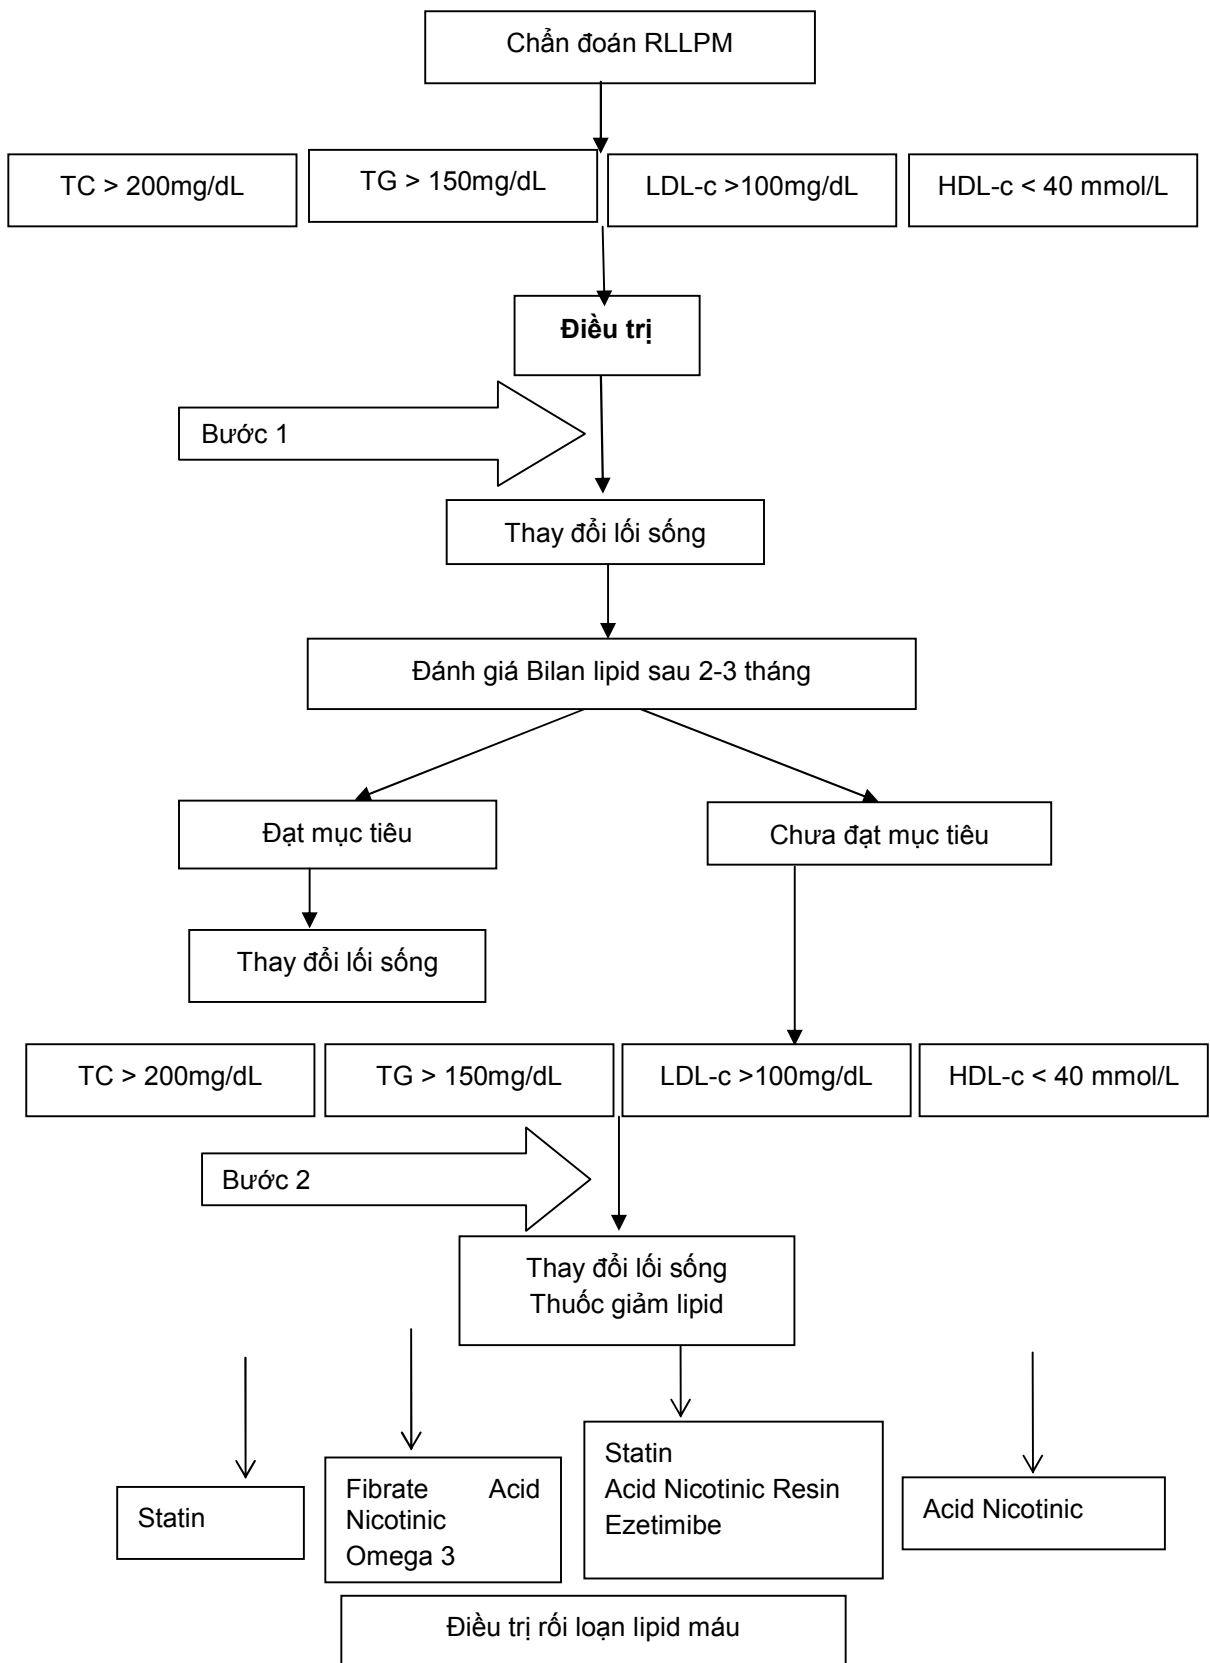 Chẩn đoán RLLPM
TC > 200mg/dL
TG > 150mg/dL
LDL-c >100mg/dL
HDL-c < 40 mmol/L
Điều trị
Bước 1
Thay đổi lối sống
Đánh giá Bilan lipid sau 2-3 tháng
Đạt mục tiêu
Chưa đạt mục tiêu
Thay đổi lối sống
TC > 200mg/dL
TG > 150mg/dL
LDL-c >100mg/dL
HDL-c < 40 mmol/L
Bước 2
Thay đổi lối sống
Thuốc giảm lipid
Statin
Fibrate Acid
Nicotinic
Omega 3
Statin
Acid Nicotinic Resin
Ezetimibe
Acid Nicotinic
Điều trị rối loạn lipid máu